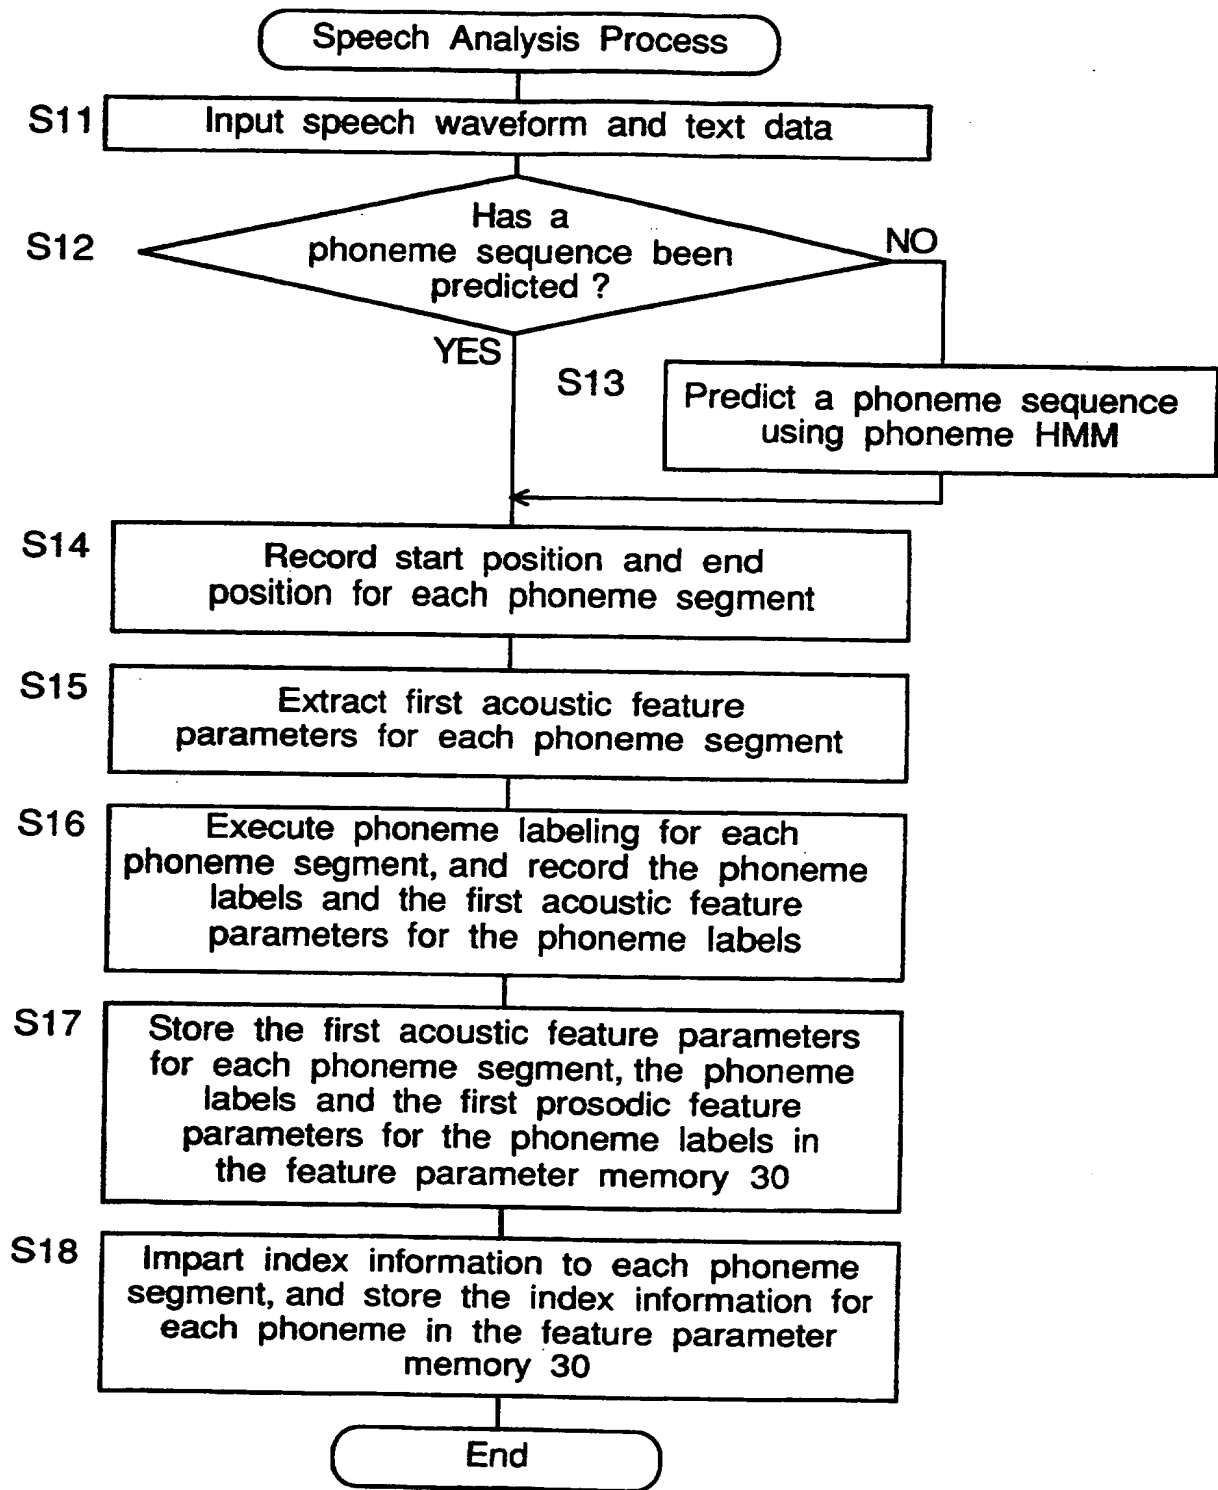 Speech Analysis Process
S11
Input speech waveform and text data
S12
Has a
phoneme sequence been
predicted ?
NO
YES
S13
Predict a phoneme sequence
using phoneme HMM
S14
Record start position and end
position for each phoneme segment
S15
Extract first acoustic feature
parameters for each phoneme segment
S16
Execute phoneme labeling for each
phoneme segment, and record the phoneme
labels and the first acoustic feature
parameters for the phoneme labels
S17
Store the first acoustic feature parameters
for each phoneme segment, the phoneme
labels and the first prosodic feature
parameters for the phoneme labels in
the feature parameter memory 30
S18
Impart index information to each phoneme
segment, and store the index information for
each phoneme in the feature parameter
memory 30
End